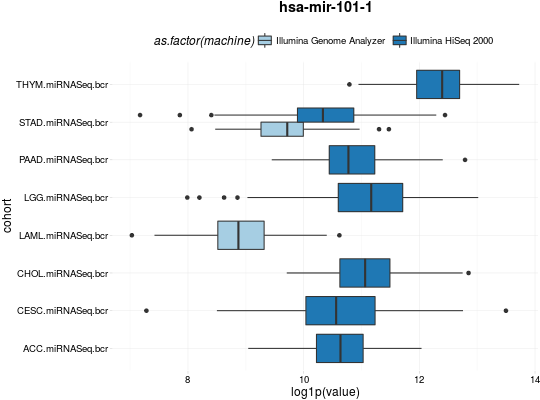 hsa-mir-101-1
as.factor(machine) Illumina Genome Analyzer Illumina HiSeq 2000
THYM.miRNASeq.bcr
STAD.miRNASeq.bcr
PAAD.miRNASeq.bcr
LGG.miRNASeq.bcr
LAML.miRNASeq.bcr
CHOL.miRNASeq.bcr
CESC.miRNASeq.bcr
ACC.miRNASeq.bcr
cohort
8 10 12 14
log1p(value)